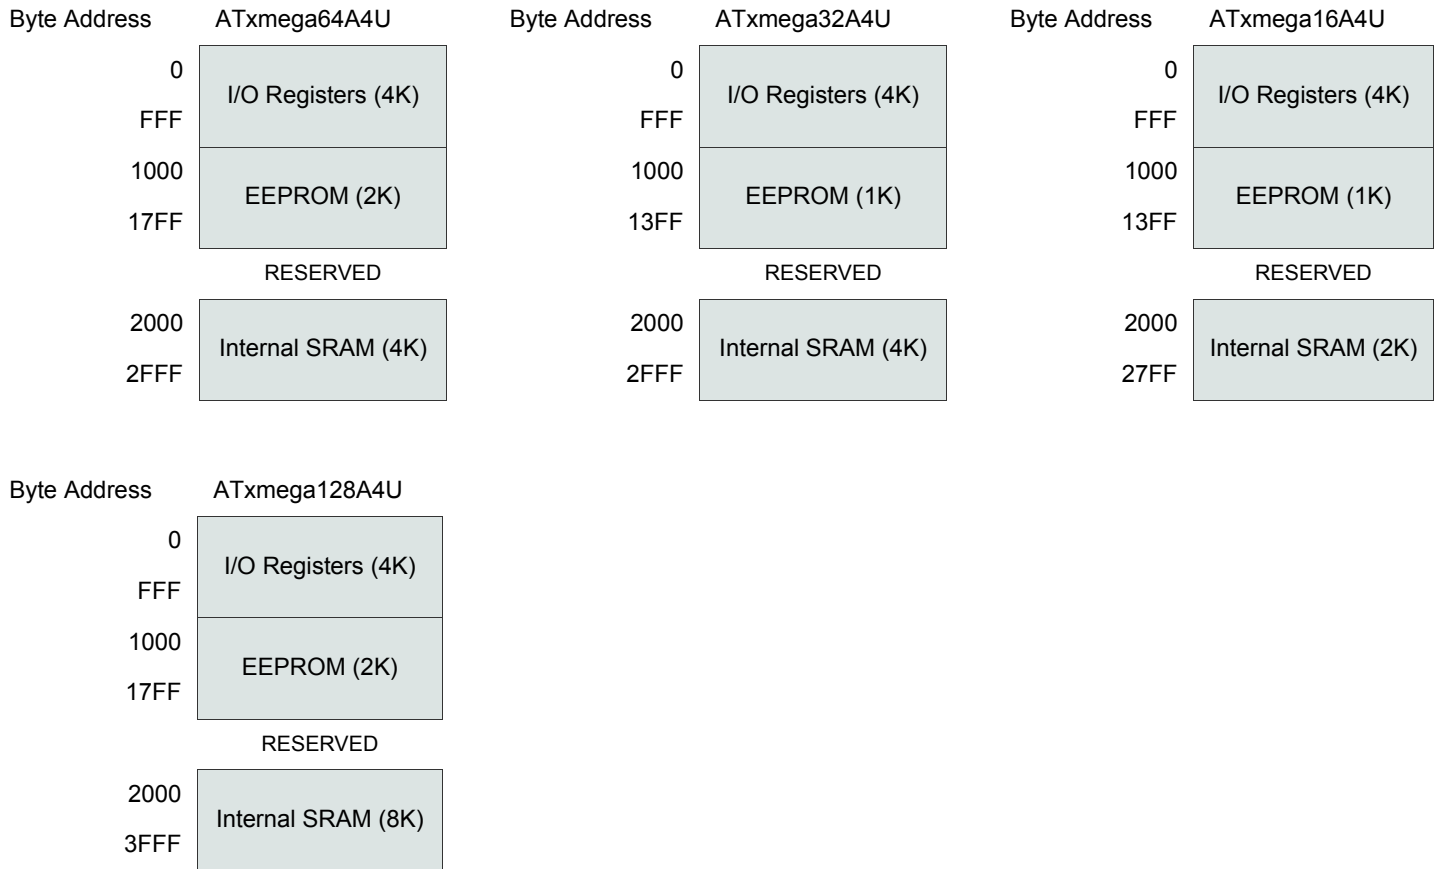 Byte Address ATxmega64A4U
0
I/O Registers (4K)
FFF
1000
EEPROM (2K)
17FF
RESERVED
2000
Internal SRAM (4K)
2FFF
Byte Address ATxmega32A4U
0
I/O Registers (4K)
FFF
1000
EEPROM (1K)
13FF
RESERVED
2000
Internal SRAM (4K)
2FFF
Byte Address ATxmega16A4U
0
I/O Registers (4K)
FFF
1000
EEPROM (1K)
13FF
RESERVED
2000
Internal SRAM (2K)
27FF
Byte Address ATxmega128A4U
0
I/O Registers (4K)
FFF
1000
EEPROM (2K)
17FF
RESERVED
2000
Internal SRAM (8K)
3FFF